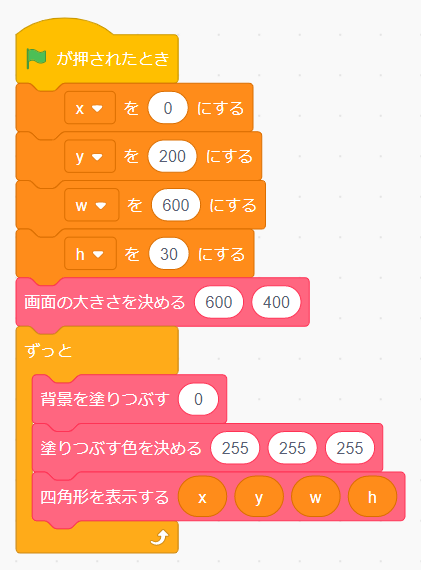 が押されたとき
x を 0 にする
y を 200 にする
w を 600 にする
h を 30 にする
画面の大きさを決める 600 400
ずっと
背景を塗りつぶす 0
塗りつぶす色を決める 255 255 255
四角形を表示する x y w h